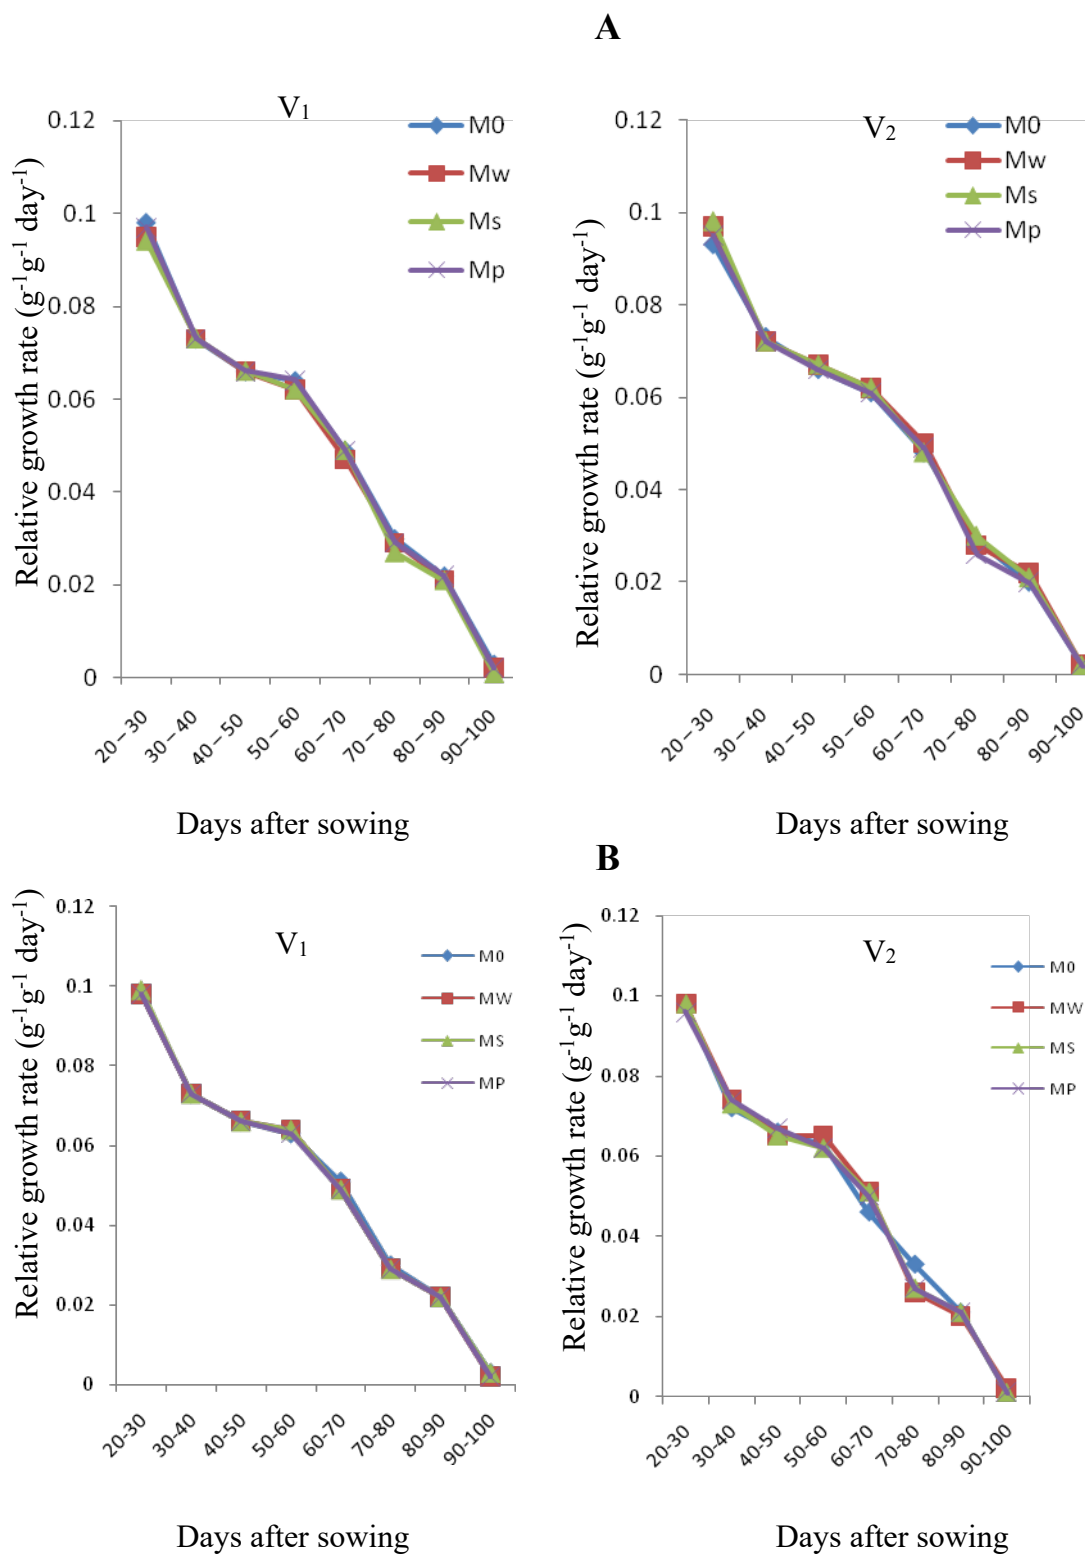 A
V₁
0.12
0.1
0.08
0.06
0.04
0.02
0
M0
Mw
Ms
Mp
Relative growth rate (g⁻¹g⁻¹ day⁻¹)
20–30
30–40
40–50
50–60
60–70
70–80
80–90
90–100
Days after sowing
V₂
0.12
0.1
0.08
0.06
0.04
0.02
0
M0
Mw
Ms
Mp
Relative growth rate (g⁻¹g⁻¹ day⁻¹)
20–30
30–40
40–50
50–60
60–70
70–80
80–90
90–100
Days after sowing
B
V₁
0.12
0.1
0.08
0.06
0.04
0.02
0
M0
MW
MS
MP
Relative growth rate (g⁻¹g⁻¹ day⁻¹)
20-30
30-40
40-50
50-60
60-70
70-80
80-90
90-100
Days after sowing
V₂
0.12
0.1
0.08
0.06
0.04
0.02
0
M0
MW
MS
MP
Relative growth rate (g⁻¹g⁻¹ day⁻¹)
20-30
30-40
40-50
50-60
60-70
70-80
80-90
90-100
Days after sowing